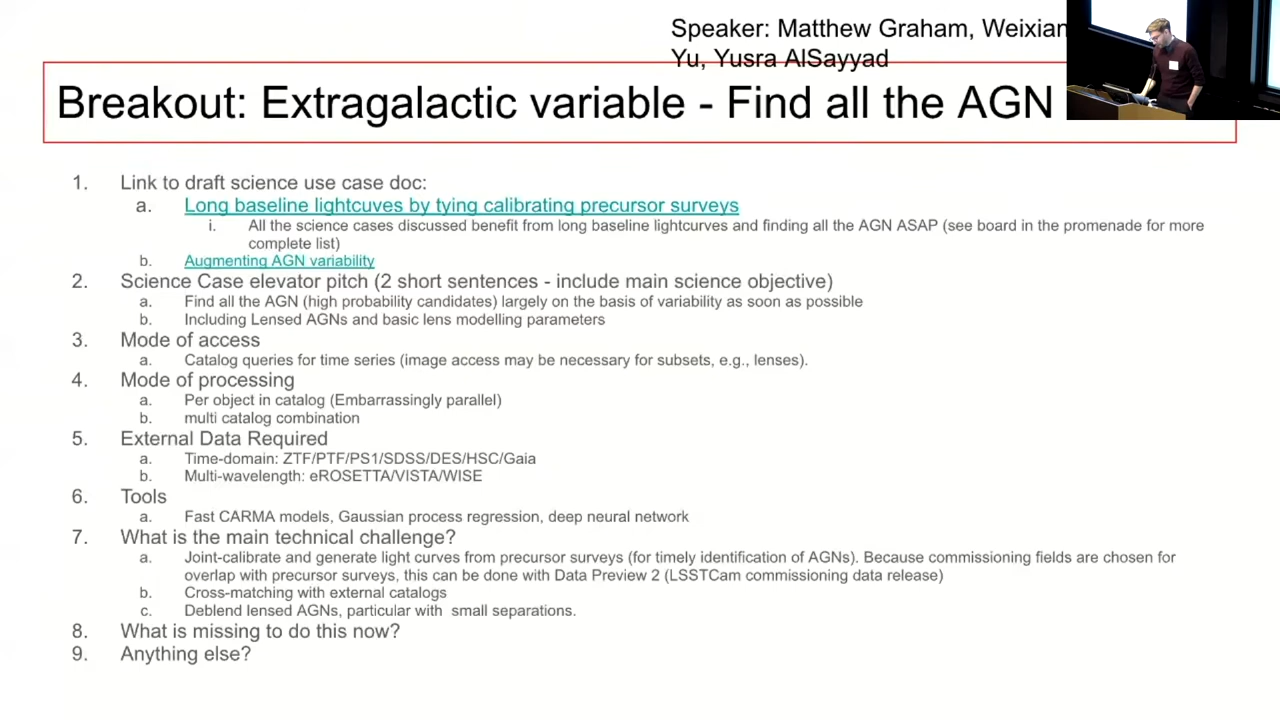 Speaker: Matthew Graham, Weixian
Yu, Yusra AlSayyad
Breakout: Extragalactic variable - Find all the AGN
1. Link to draft science use case doc:
a. Long baseline lightcuves by tying calibrating precursor surveys
i. All the science cases discussed benefit from long baseline lightcurves and finding all the AGN ASAP (see board in the promenade for more
complete list)
b. Augmenting AGN variability
2. Science Case elevator pitch (2 short sentences - include main science objective)
a. Find all the AGN (high probability candidates) largely on the basis of variability as soon as possible
b. Including Lensed AGNs and basic lens modelling parameters
3. Mode of access
a. Catalog queries for time series (image access may be necessary for subsets, e.g., lenses).
4. Mode of processing
a. Per object in catalog (Embarrassingly parallel)
b. multi catalog combination
5. External Data Required
a. Time-domain: ZTF/PTF/PS1/SDSS/DES/HSC/Gaia
b. Multi-wavelength: eROSETTA/VISTA/WISE
6. Tools
a. Fast CARMA models, Gaussian process regression, deep neural network
7. What is the main technical challenge?
a. Joint-calibrate and generate light curves from precursor surveys (for timely identification of AGNs). Because commissioning fields are chosen for
overlap with precursor surveys, this can be done with Data Preview 2 (LSSTCam commissioning data release)
b. Cross-matching with external catalogs
c. Deblend lensed AGNs, particular with small separations.
8. What is missing to do this now?
9. Anything else?